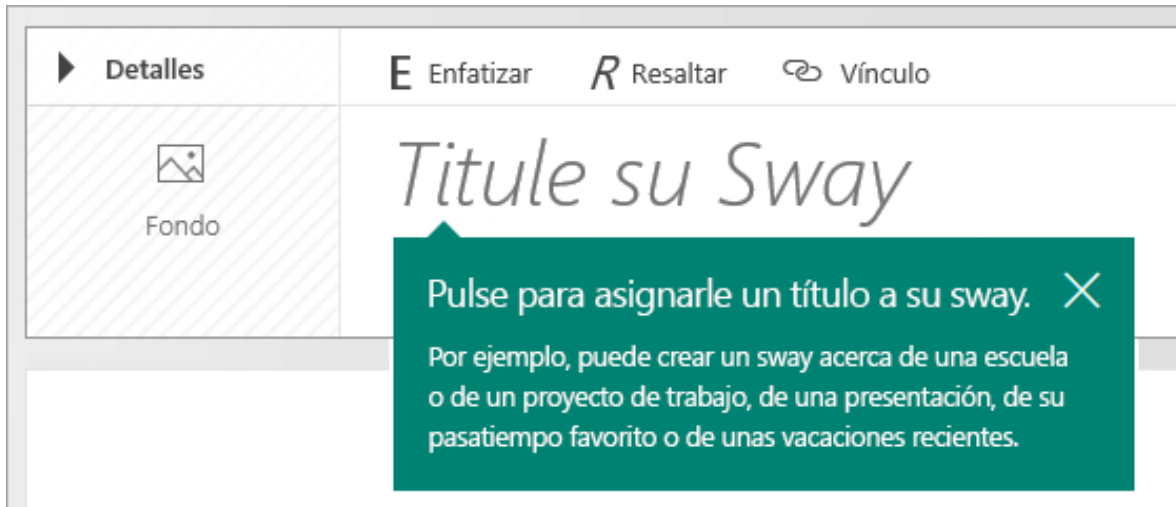 Detalles
E Enfatizar R Resaltar Vínculo
Fondo
Titule su Sway
Pulse para asignarle un título a su sway.
Por ejemplo, puede crear un sway acerca de una escuela
o de un proyecto de trabajo, de una presentación, de su
pasatiempo favorito o de unas vacaciones recientes.